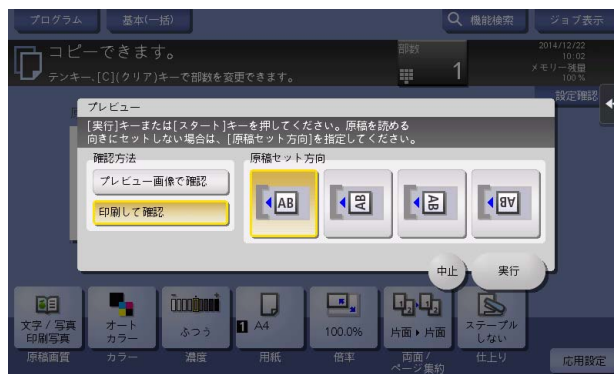 プログラム
基本(一括)
機能検索
ジョブ表示
コピーできます。
テンキー、[C](クリア)キーで部数を変更できます。
部数
1
2014/12/22
10:02
メモリー残量
100 %
設定確認
プレビュー
[実行]キーまたは[スタート]キーを押してください。原稿を読める
向きにセットしない場合は、[原稿セット方向]を指定してください。
確認方法
原稿セット方向
プレビュー画像で確認
印刷して確認
AB
AB
AB
AB
中止
実行
文字/写真
印刷写真
オート
カラー
ふつう
1 A4
100.0%
片面 片面
ステープル
しない
原稿画質
カラー
濃度
用紙
倍率
両面/
ページ集約
仕上り
応用設定